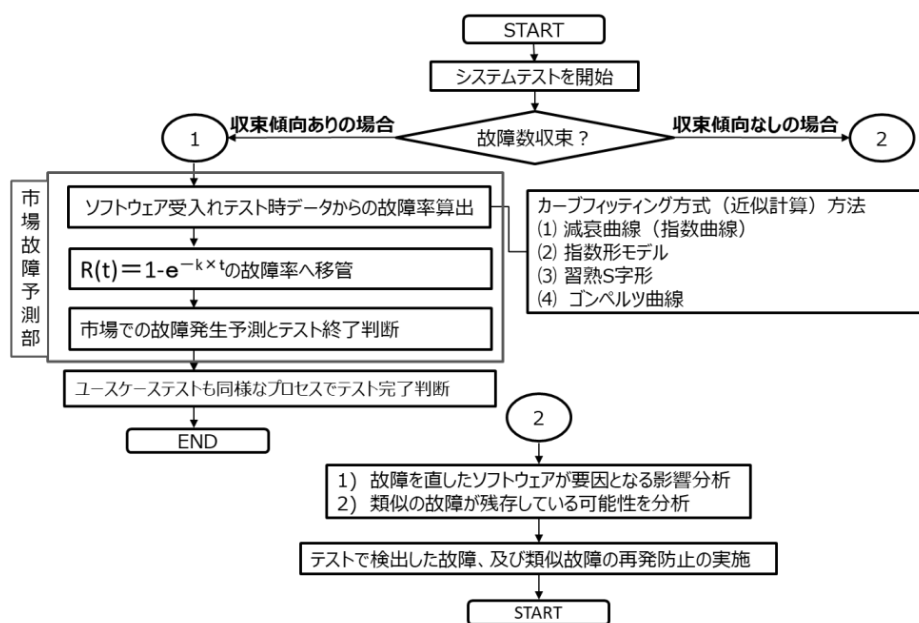 START
システムテストを開始
1
収束傾向ありの場合
故障数収束？
収束傾向なしの場合
2
市場故障予測部
ソフトウェア受入れテスト時データからの故障率算出
R(t)＝1-e−k×tの故障率へ移管
市場での故障発生予測とテスト終了判断
カーブフィッティング方式（近似計算）方法
⑴ 減衰曲線（指数曲線）
⑵ 指数形モデル
⑶ 習熟S字形
⑷ ゴンペルツ曲線
ユースケーステストも同様なプロセスでテスト完了判断
END
2
1) 故障を直したソフトウェアが要因となる影響分析
2) 類似の故障が残存している可能性を分析
テストで検出した故障、及び類似故障の再発防止の実施
START